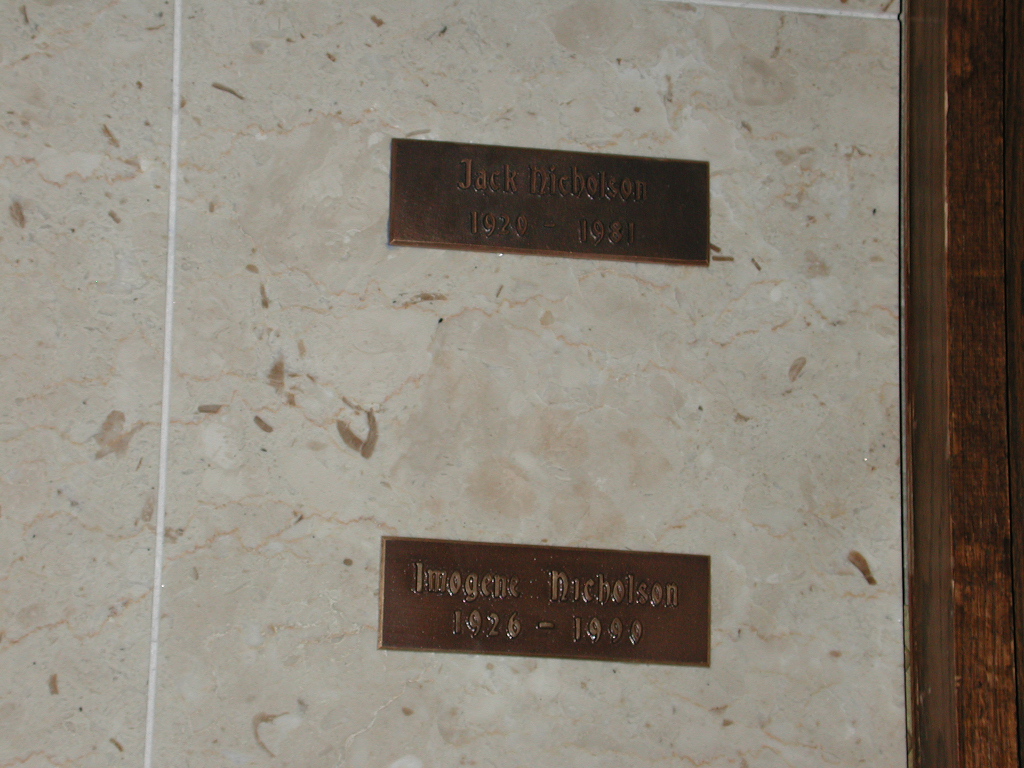 Jack Nicholson
1920 - 1981
Imogene Nicholson
1926 - 1999